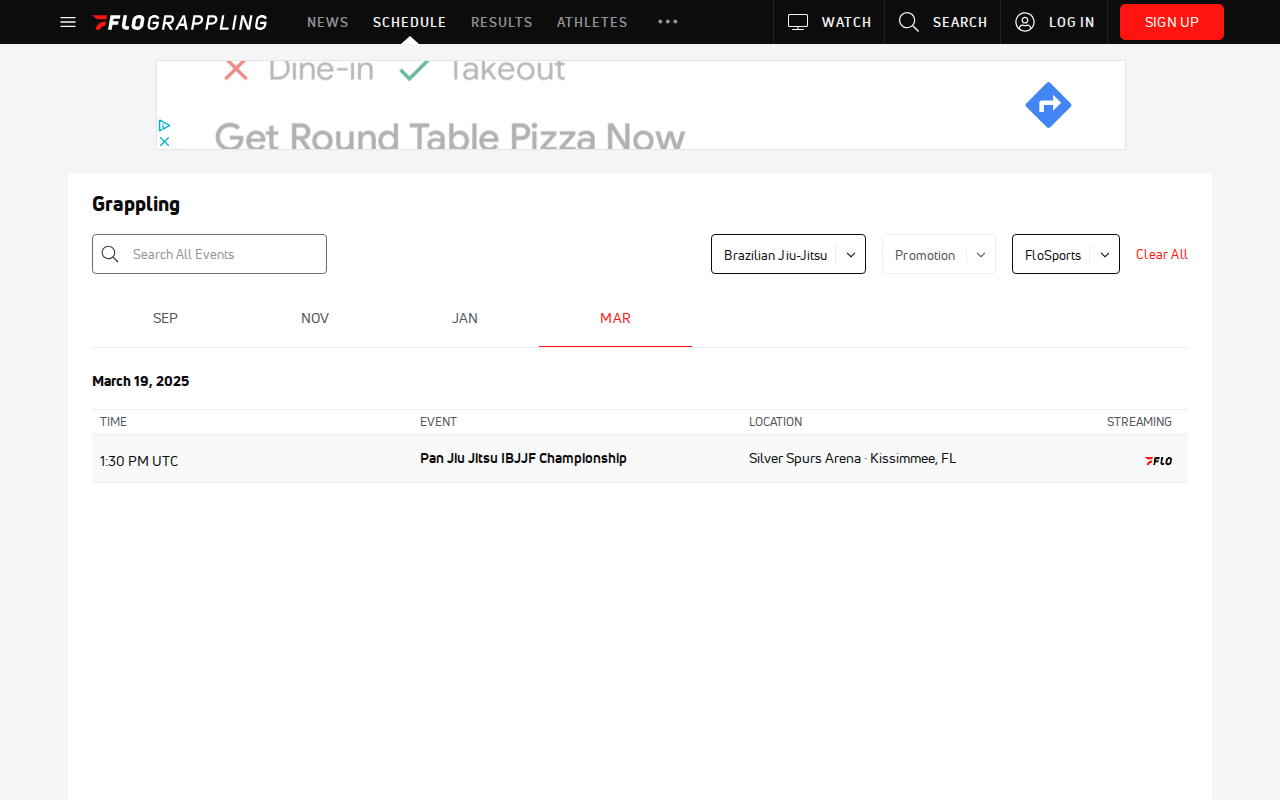 FLOGRAPPLING NEWS SCHEDULE RESULTS ATHLETES WATCH SEARCH LOG IN SIGN UP
Dine-in Takeout
Get Round Table Pizza Now
Grappling
Search All Events Brazilian Jiu-Jitsu Promotion FloSports Clear All
SEP NOV JAN MAR
March 19, 2025
TIME EVENT LOCATION STREAMING
1:30 PM UTC Pan Jiu Jitsu IBJJF Championship Silver Spurs Arena · Kissimmee, FL FLO